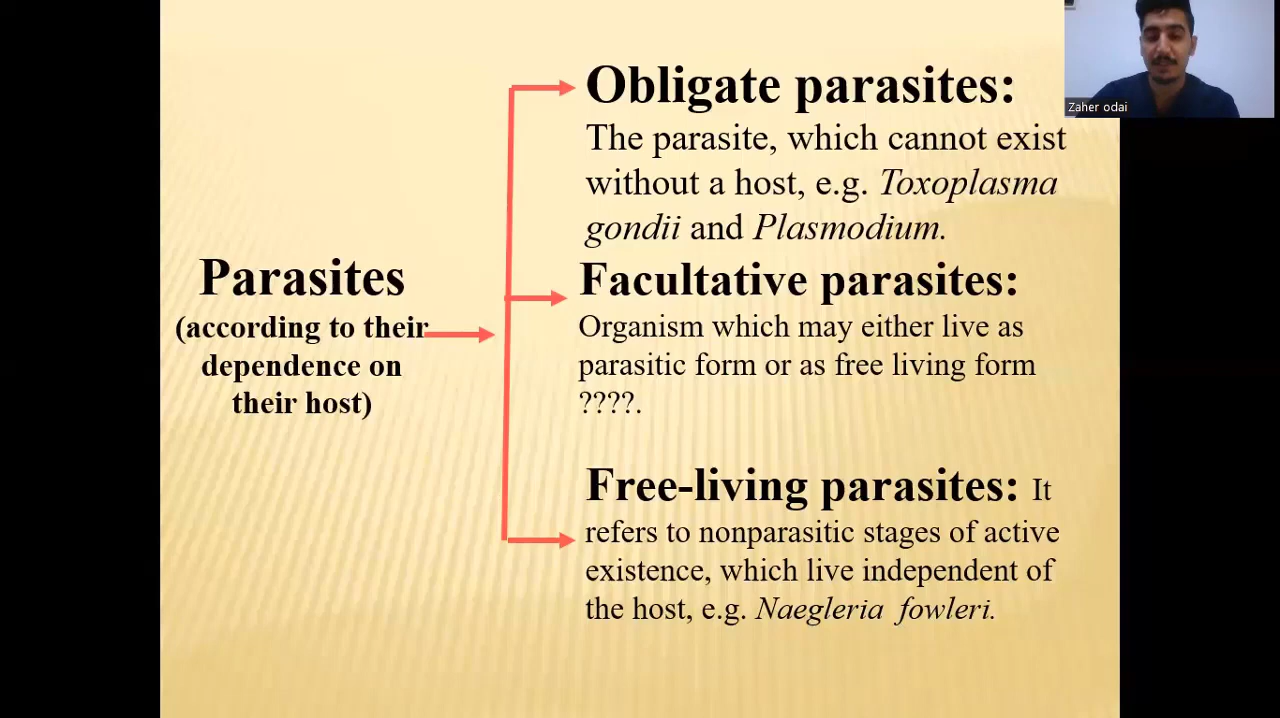 Zaher odai
Parasites
(according to their
dependence on
their host)
Obligate parasites:
The parasite, which cannot exist
without a host, e.g. Toxoplasma
gondii and Plasmodium.
Facultative parasites:
Organism which may either live as
parasitic form or as free living form
????.
Free-living parasites: It
refers to nonparasitic stages of active
existence, which live independent of
the host, e.g. Naegleria fowleri.